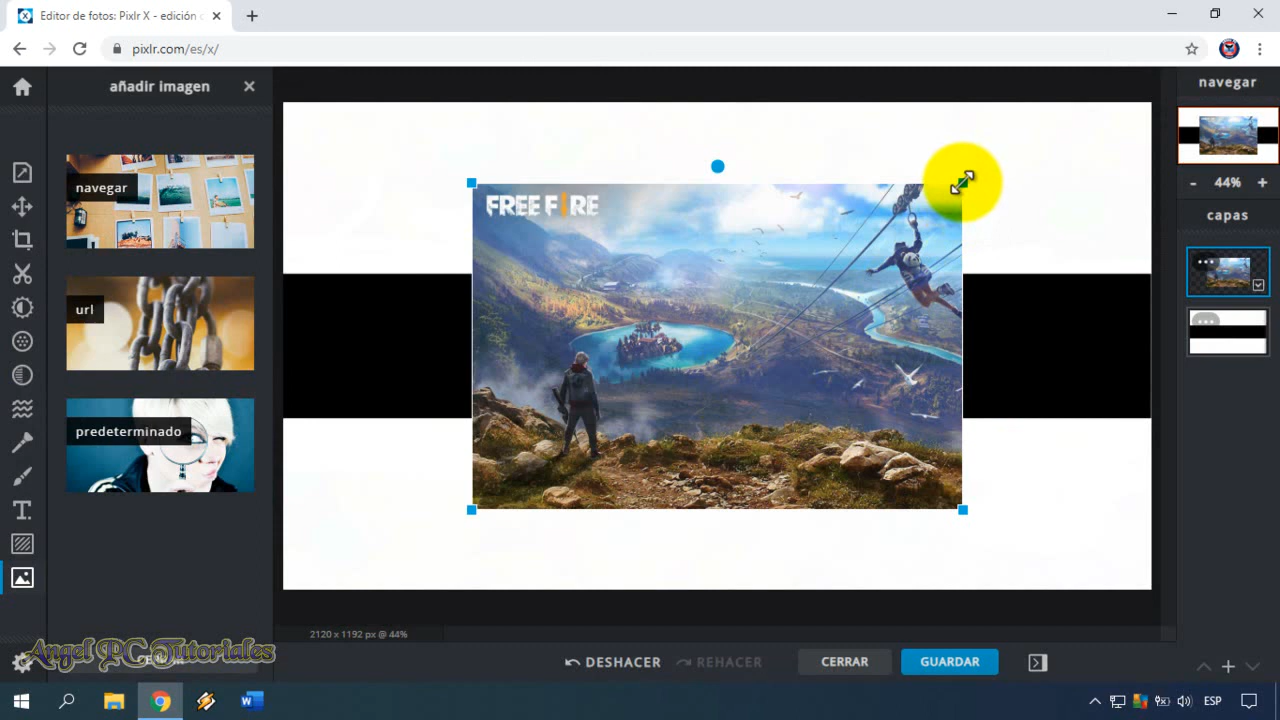 Editor de fotos: Pixlr X - edición
pixlr.com/es/x/
añadir imagen
navegar
url
predeterminado
FREE FIRE
navegar
- 44% +
capas
2120 x 1192 px @ 44%
Angel PC Tutoriales
DESHACER
REHACER
CERRAR
GUARDAR
ESP